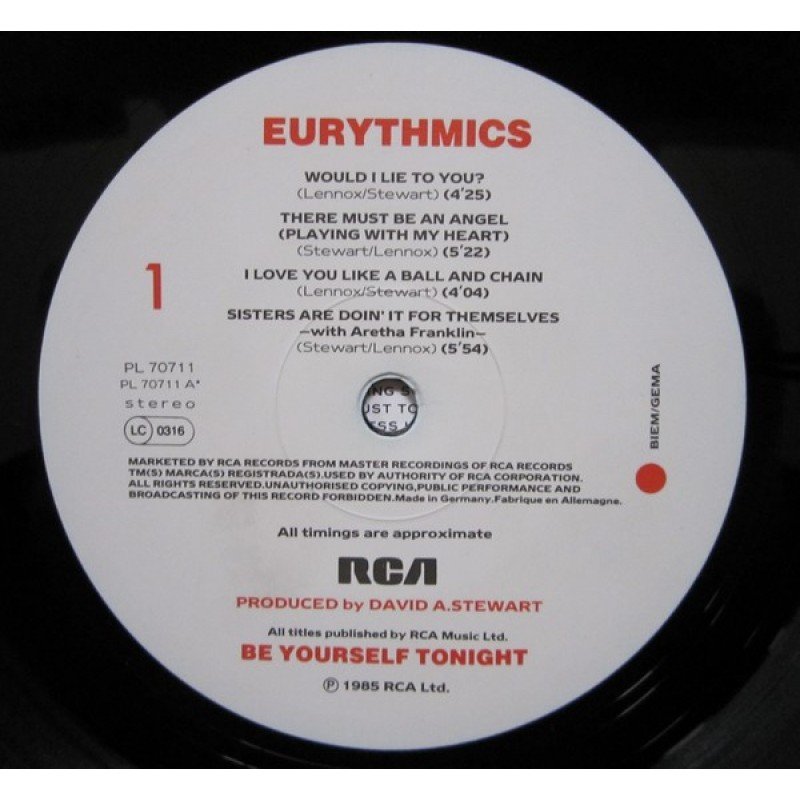 EURYTHMICS
WOULD I LIE TO YOU?
(Lennox/Stewart) (4'25)
THERE MUST BE AN ANGEL
(PLAYING WITH MY HEART)
(Stewart/Lennox) (5'22)
I LOVE YOU LIKE A BALL AND CHAIN
(Lennox/Stewart) (4'04)
SISTERS ARE DOIN' IT FOR THEMSELVES
–with Aretha Franklin–
(Stewart/Lennox) (5'54)
1
PL 70711
PL 70711 A*
stereo
LC 0316
BIEM/GEMA
MARKETED BY RCA RECORDS FROM MASTER RECORDINGS OF RCA RECORDS
TM(S) MARCA(S) REGISTRADA(S).USED BY AUTHORITY OF RCA CORPORATION.
ALL RIGHTS RESERVED.UNAUTHORISED COPYING,PUBLIC PERFORMANCE AND
BROADCASTING OF THIS RECORD FORBIDDEN.Made in Germany.Fabrique en Allemagne.
All timings are approximate
RCA
PRODUCED by DAVID A.STEWART
All titles published by RCA Music Ltd.
BE YOURSELF TONIGHT
℗ 1985 RCA Ltd.